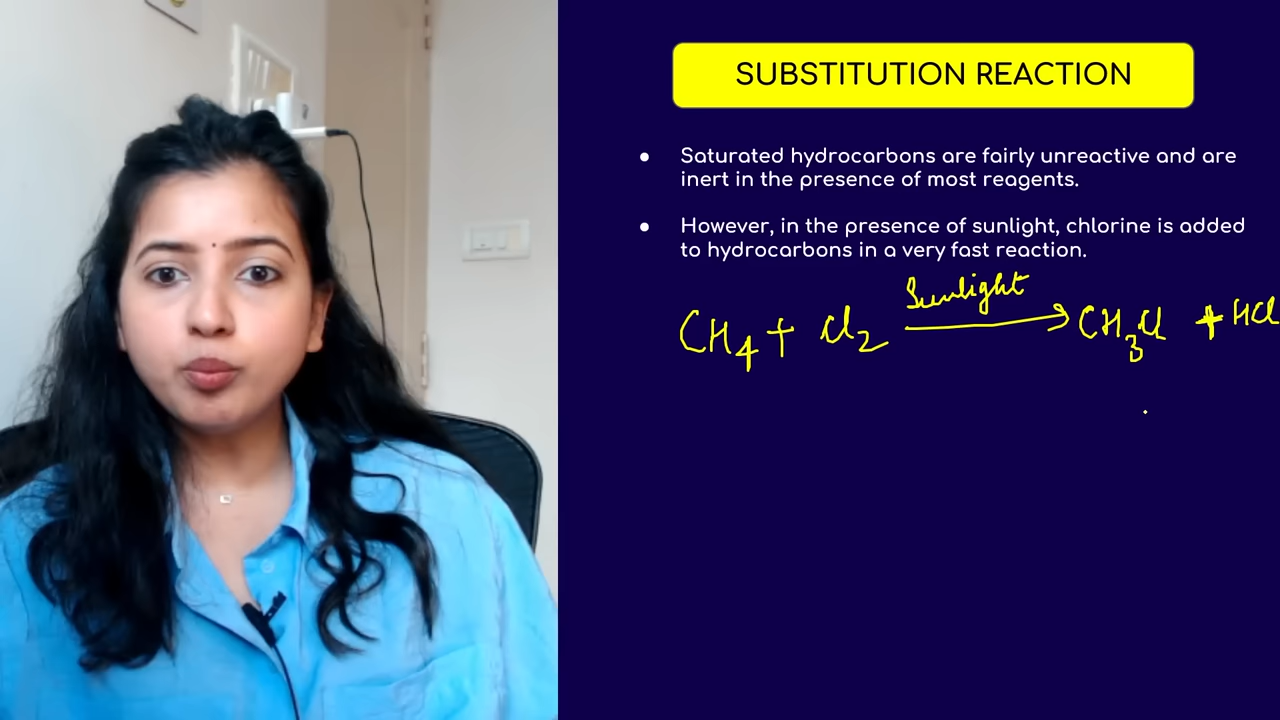 SUBSTITUTION REACTION
Saturated hydrocarbons are fairly unreactive and are
inert in the presence of most reagents.
However, in the presence of sunlight, chlorine is added
to hydrocarbons in a very fast reaction.
Sunlight
CH4 + Cl2 → CH3Cl + HCl